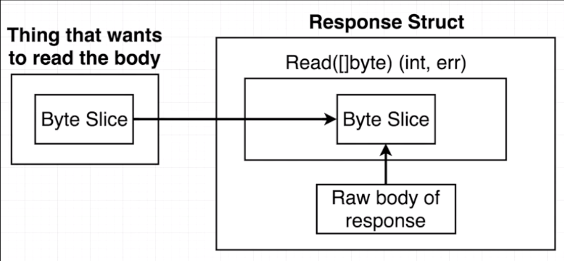 Thing that wants
to read the body
Byte Slice
Response Struct
Read([]byte) (int, err)
Byte Slice
Raw body of
response